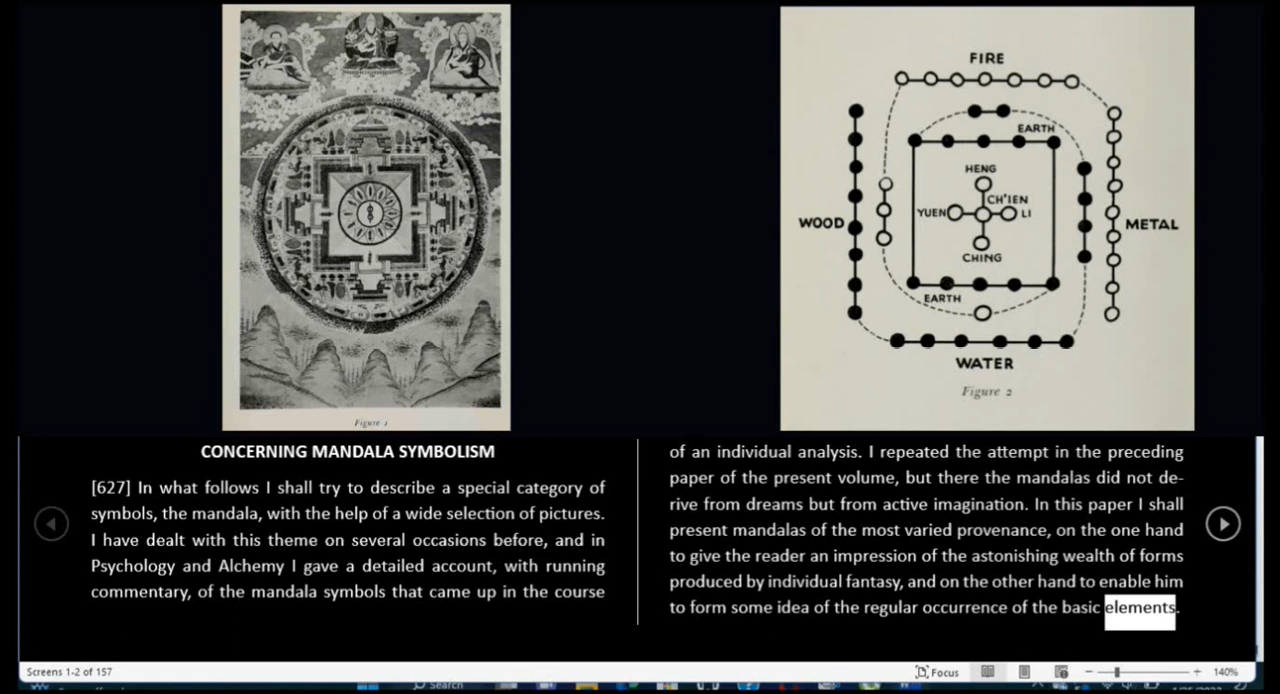 Figure 1
FIRE
EARTH
HENG
CH'IEN
YUEN
LI
WOOD
METAL
CHING
EARTH
WATER
Figure 2
CONCERNING MANDALA SYMBOLISM
[627] In what follows I shall try to describe a special category of
symbols, the mandala, with the help of a wide selection of pictures.
I have dealt with this theme on several occasions before, and in
Psychology and Alchemy I gave a detailed account, with running
commentary, of the mandala symbols that came up in the course
of an individual analysis. I repeated the attempt in the preceding
paper of the present volume, but there the mandalas did not de-
rive from dreams but from active imagination. In this paper I shall
present mandalas of the most varied provenance, on the one hand
to give the reader an impression of the astonishing wealth of forms
produced by individual fantasy, and on the other hand to enable him
to form some idea of the regular occurrence of the basic elements.
Screens 1-2 of 157
Focus
140%
Search